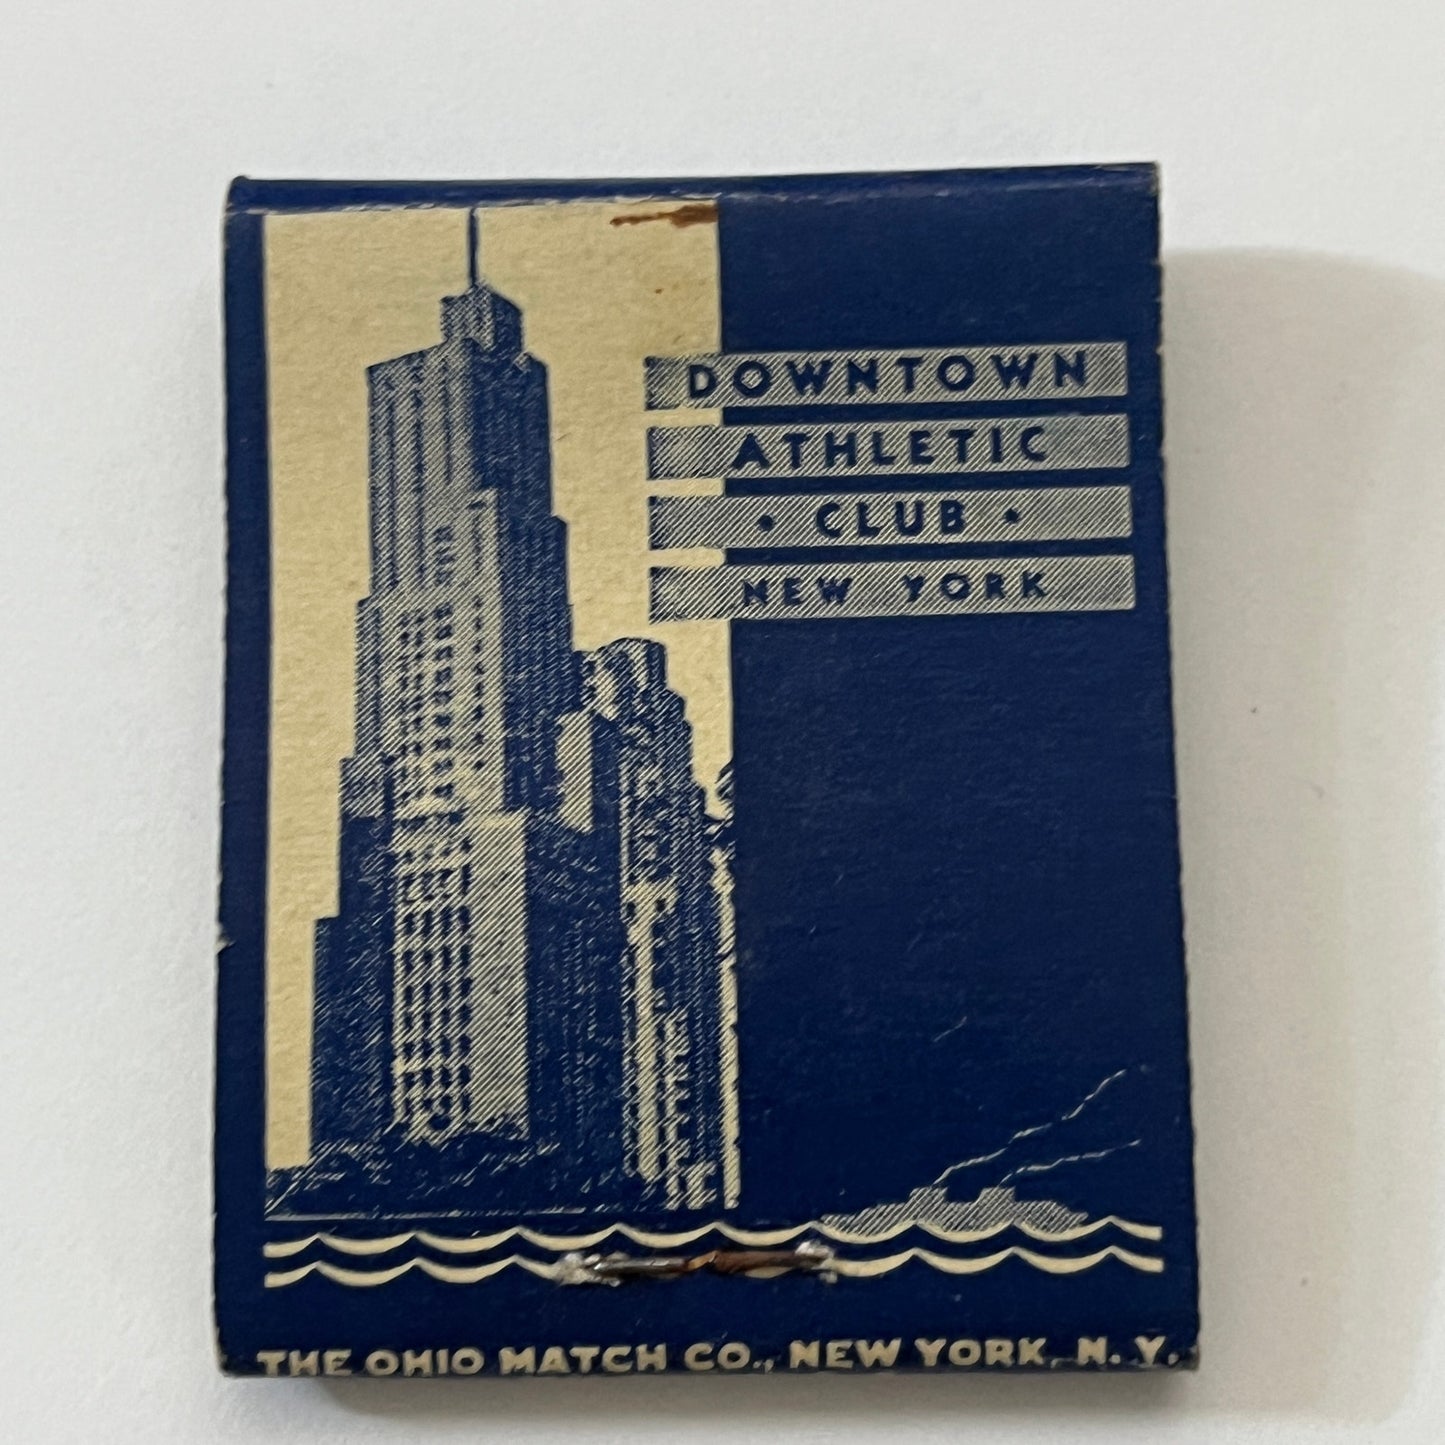 DOWNTOWN
ATHLETIC
• CLUB •
NEW YORK
THE OHIO MATCH CO., NEW YORK, N. Y.